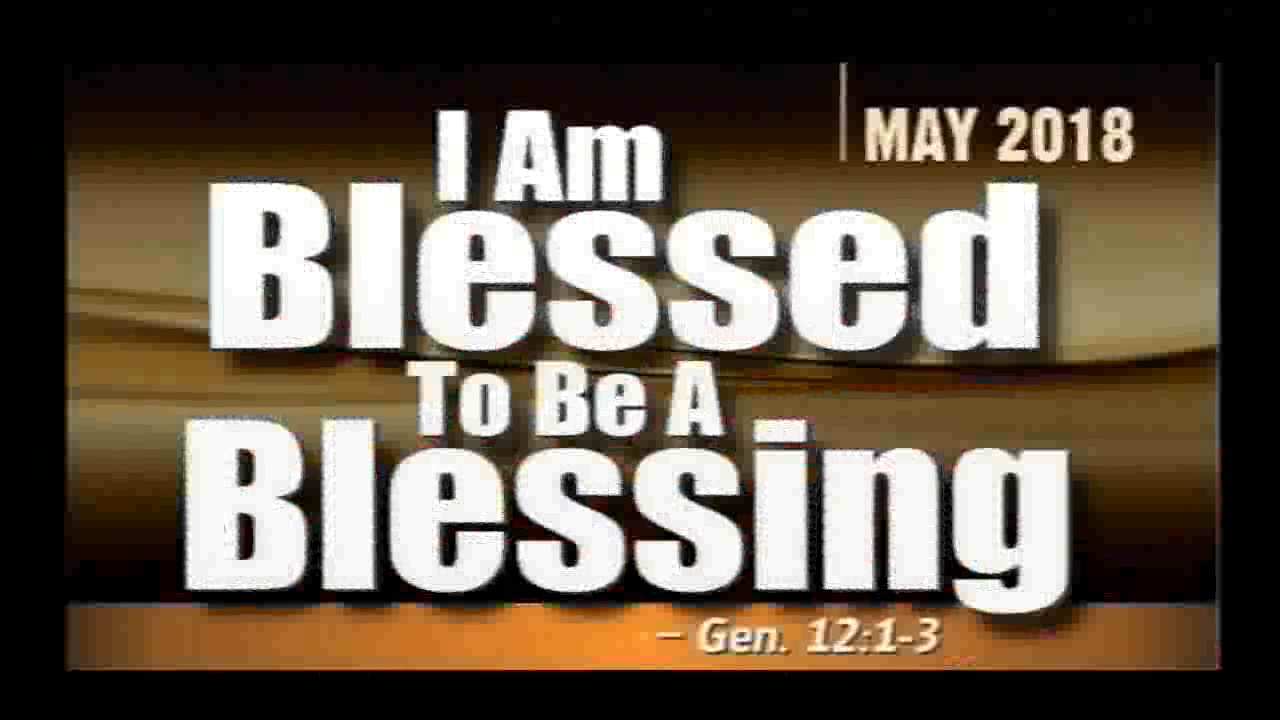 MAY 2018
I Am
Blessed
To Be A
Blessing
– Gen. 12:1-3